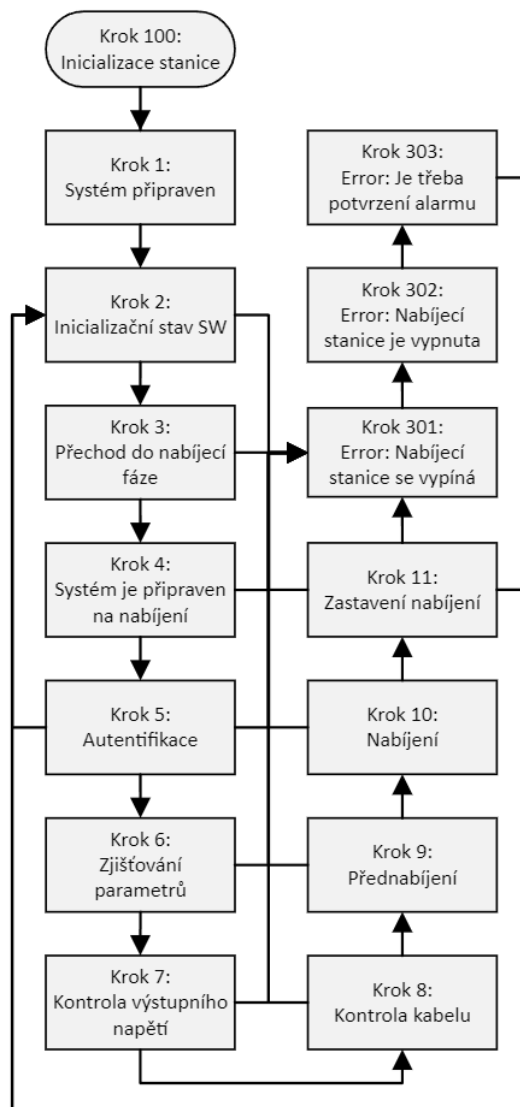 Krok 100:
Inicializace stanice
Krok 1:
Systém připraven
Krok 2:
Inicializační stav SW
Krok 3:
Přechod do nabíjecí
fáze
Krok 4:
Systém je připraven
na nabíjení
Krok 5:
Autentifikace
Krok 6:
Zjišťování
parametrů
Krok 7:
Kontrola výstupního
napětí
Krok 8:
Kontrola kabelu
Krok 9:
Přednabíjení
Krok 10:
Nabíjení
Krok 11:
Zastavení nabíjení
Krok 301:
Error: Nabíjecí
stanice se vypíná
Krok 302:
Error: Nabíjecí
stanice je vypnuta
Krok 303:
Error: Je třeba
potvrzení alarmu